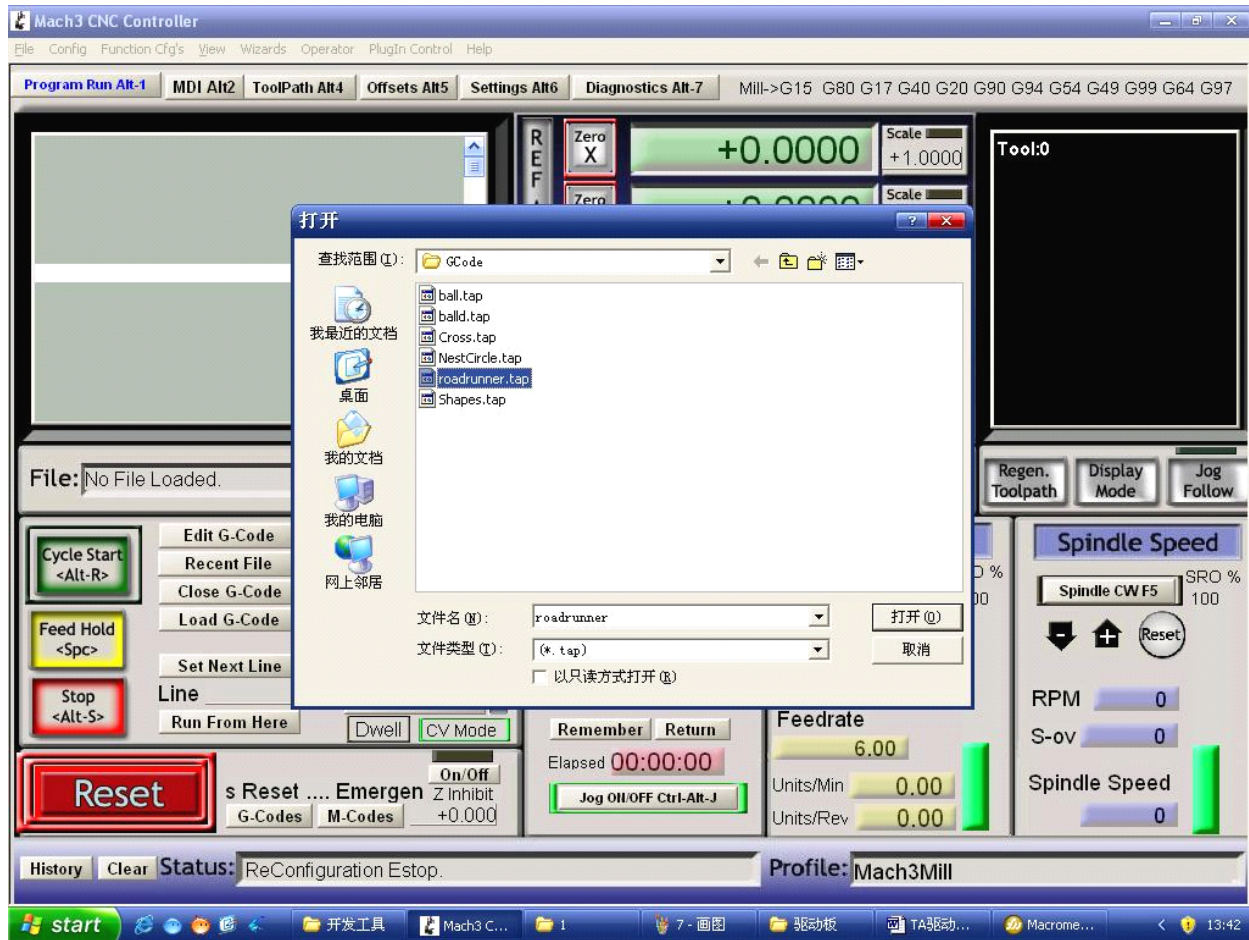 Mach3 CNC Controller
File Config Function Cfg's View Wizards Operator PlugIn Control Help
Program Run Alt-1 MDI Alt2 ToolPath Alt4 Offsets Alt5 Settings Alt6 Diagnostics Alt-7 Mill->G15 G80 G17 G40 G20 G90 G94 G54 G49 G99 G64 G97
REF
Zero X +0.0000 Scale +1.0000
Zero Scale
Tool:0
打开
查找范围(I): GCode
我最近的文档
桌面
我的文档
我的电脑
网上邻居
ball.tap
balld.tap
Cross.tap
NestCircle.tap
roadrunner.tap
Shapes.tap
文件名(N): roadrunner 打开(O)
文件类型(T): (*.tap) 取消
以只读方式打开(R)
File: No File Loaded.
Regen. Toolpath Display Mode Jog Follow
Cycle Start <Alt-R>
Feed Hold <Spc>
Stop <Alt-S>
Edit G-Code
Recent File
Close G-Code
Load G-Code
Set Next Line
Line
Run From Here
Dwell CV Mode
Remember Return
Elapsed 00:00:00
Jog ON/OFF Ctrl-Alt-J
Reset
s Reset .... Emergen
G-Codes M-Codes
On/Off
Z Inhibit
+0.000
Feedrate
6.00
Units/Min 0.00
Units/Rev 0.00
Spindle Speed
Spindle CW F5
SRO %
100
Reset
RPM 0
S-ov 0
Spindle Speed
0
History Clear Status: ReConfiguration Estop.
Profile: Mach3Mill
start 开发工具 Mach3 C... 1 7 - 画图 驱动板 TA驱动... Macrome... 13:42